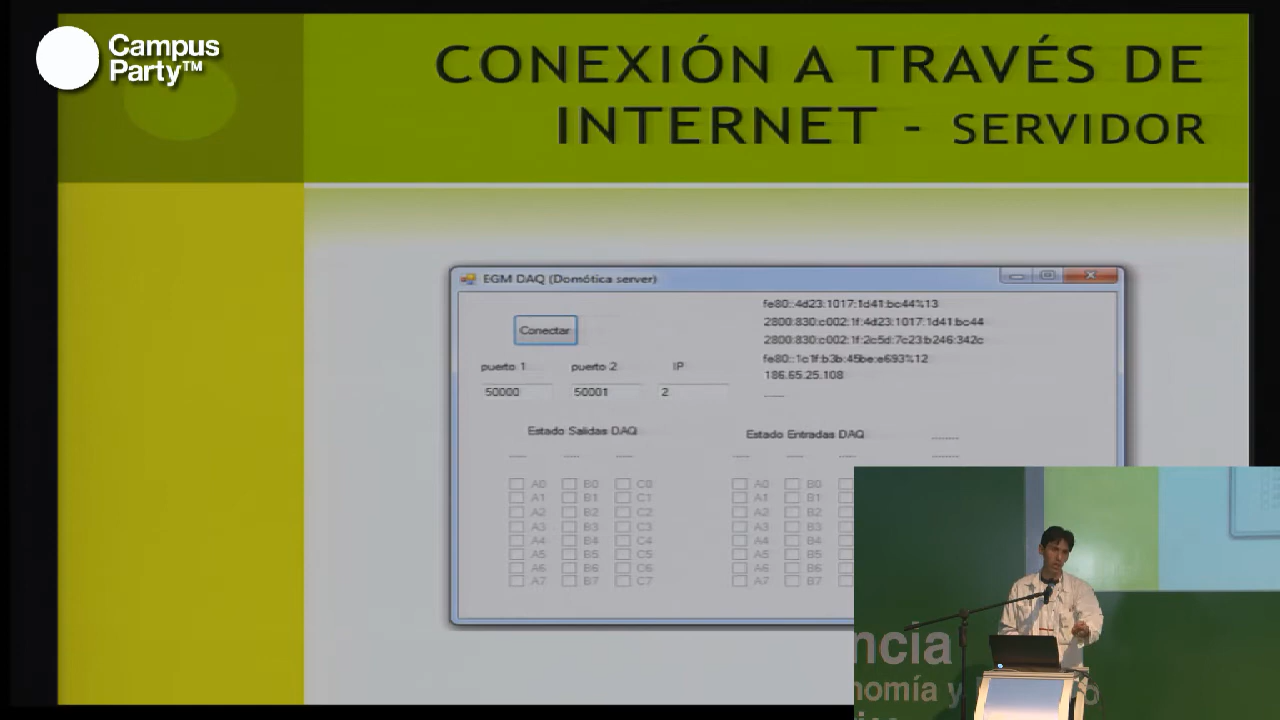 Campus
Party™
CONEXIÓN A TRAVÉS DE
INTERNET - SERVIDOR
EGM DAQ (Domótica server)
Conectar
puerto 1 puerto 2 IP
50000 50001 2
fe80::4d23:1017:1d41:bc44%13
2800:830:c002:1f:4d23:1017:1d41:bc44
2800:830:c002:1f:2c5d:7c23:b246:342c
fe80::1c1f:b3b:45be:e693%12
186.65.25.108
Estado Salidas DAQ
A0 B0 C0
A1 B1 C1
A2 B2 C2
A3 B3 C3
A4 B4 C4
A5 B5 C5
A6 B6 C6
A7 B7 C7
Estado Entradas DAQ
A0 B0
A1 B1
A2 B2
A3 B3
A4 B4
A5 B5
A6 B6
A7 B7
ncia
nomía y